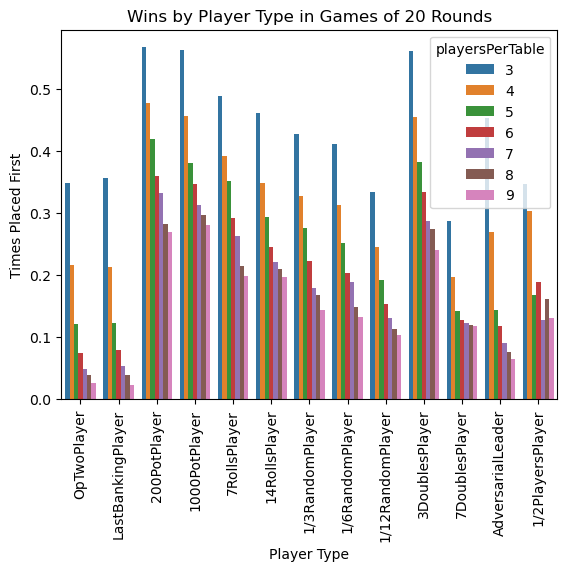 Wins by Player Type in Games of 20 Rounds
playersPerTable
3
4
5
6
7
8
9
Times Placed First
0.5
0.4
0.3
0.2
0.1
0.0
OpTwoPlayer
LastBankingPlayer
200PotPlayer
1000PotPlayer
7RollsPlayer
14RollsPlayer
1/3RandomPlayer
1/6RandomPlayer
1/12RandomPlayer
3DoublesPlayer
7DoublesPlayer
AdversarialLeader
1/2PlayersPlayer
Player Type